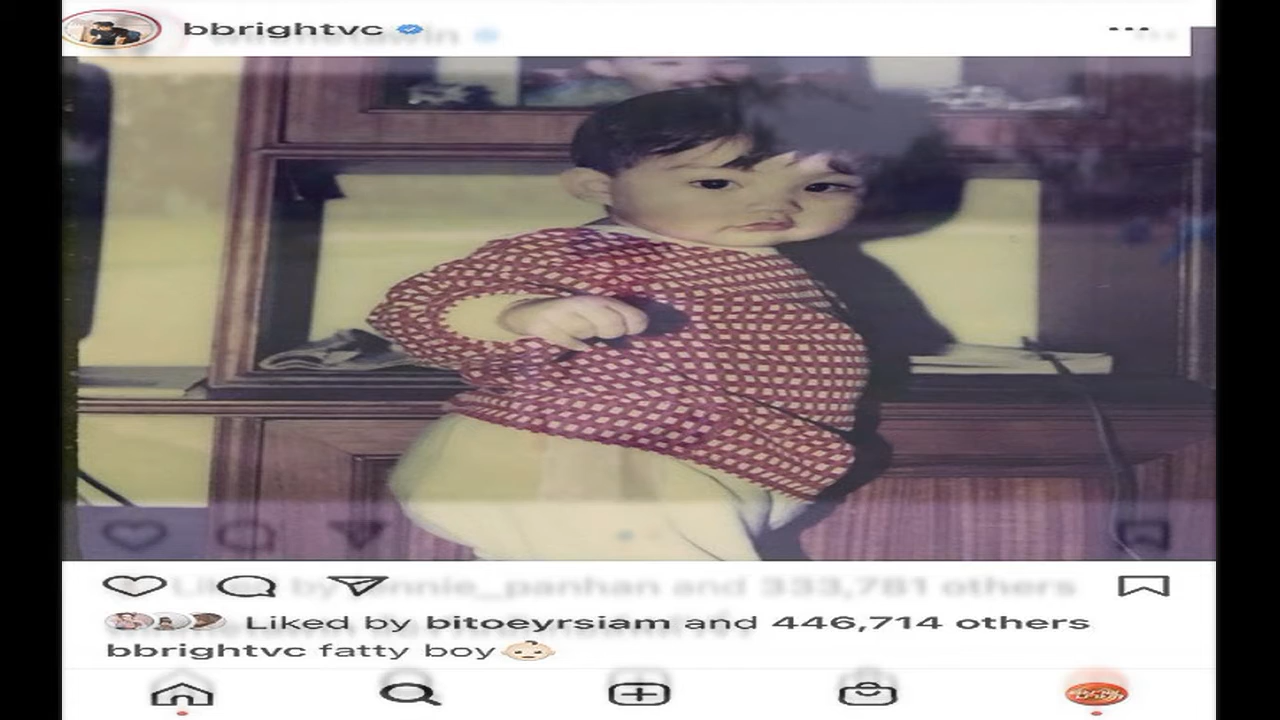 bbrightvc
Liked by bitoeyrsiam and 446,714 others
bbrightvc fatty boy👶🏻